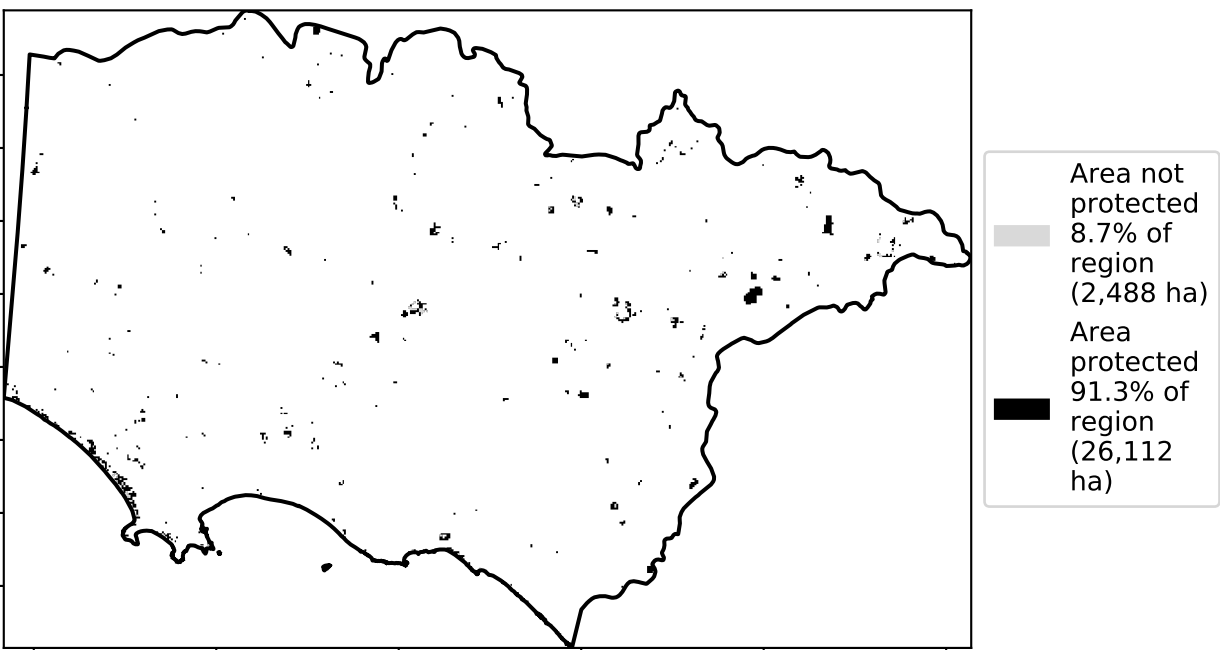 Area not
protected
8.7% of
region
(2,488 ha)
Area
protected
91.3% of
region
(26,112
ha)